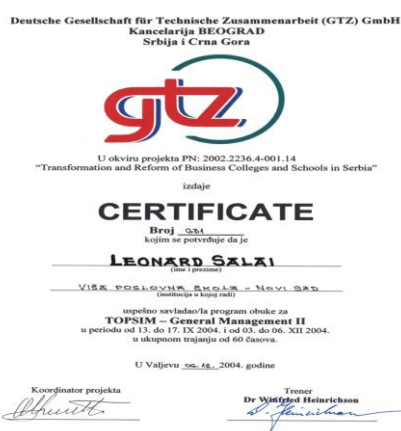 Deutsche Gesellschaft für Technische Zusammenarbeit (GTZ) GmbH
Kancelarija BEOGRAD
Srbija i Crna Gora
gtz
U okviru projekta PN: 2002.2236.4-001.14
"Transformation and Reform of Business Colleges and Schools in Serbia"
izdaje
CERTIFICATE
Broj
kojim se potvrđuje da je
LEONARD SALAI
(ime i prezime)
VIŠA POSLOVNA ŠKOLA - NOVI SAD
(institucija u kojoj radi)
uspešno savladao/la program obuke za
TOPSIM – General Management II
u periodu od 13. do 17. IX 2004. i od 03. do 06. XII 2004.
u ukupnom trajanju od 60 časova.
U Valjevu 06. 12. 2004. godine
Koordinator projekta
Trener
Dr Winfried Heinrichson